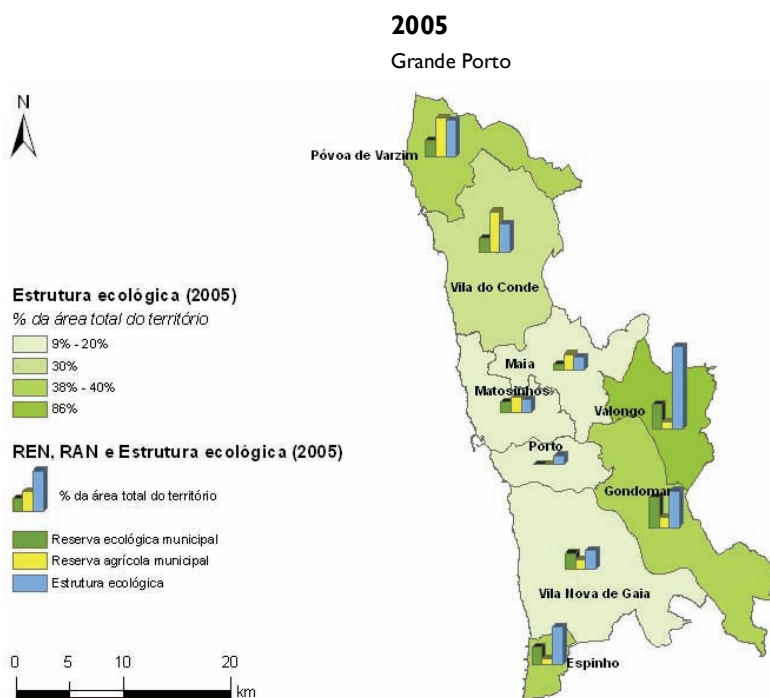 2005
Grande Porto
N
Póvoa de Varzim
Vila do Conde
Maia
Matosinhos
Valongo
Porto
Gondomar
Vila Nova de Gaia
Espinho
Estrutura ecológica (2005)
% da área total do território
9% - 20%
30%
38% - 40%
86%
REN, RAN e Estrutura ecológica (2005)
% da área total do território
Reserva ecológica municipal
Reserva agrícola municipal
Estrutura ecológica
0 5 10 20
km